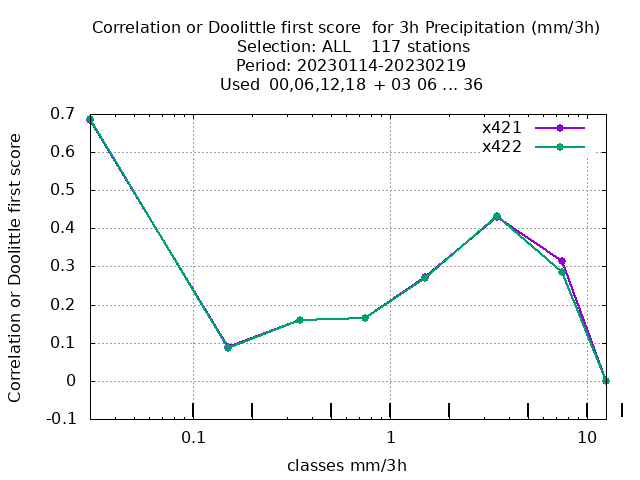 Correlation or Doolittle first score  for 3h Precipitation (mm/3h)
Selection: ALL    117 stations
Period: 20230114-20230219
Used  00,06,12,18 + 03 06 ... 36
x421
x422
Correlation or Doolittle first score
0.7
0.6
0.5
0.4
0.3
0.2
0.1
0
-0.1
0.1
1
10
classes mm/3h